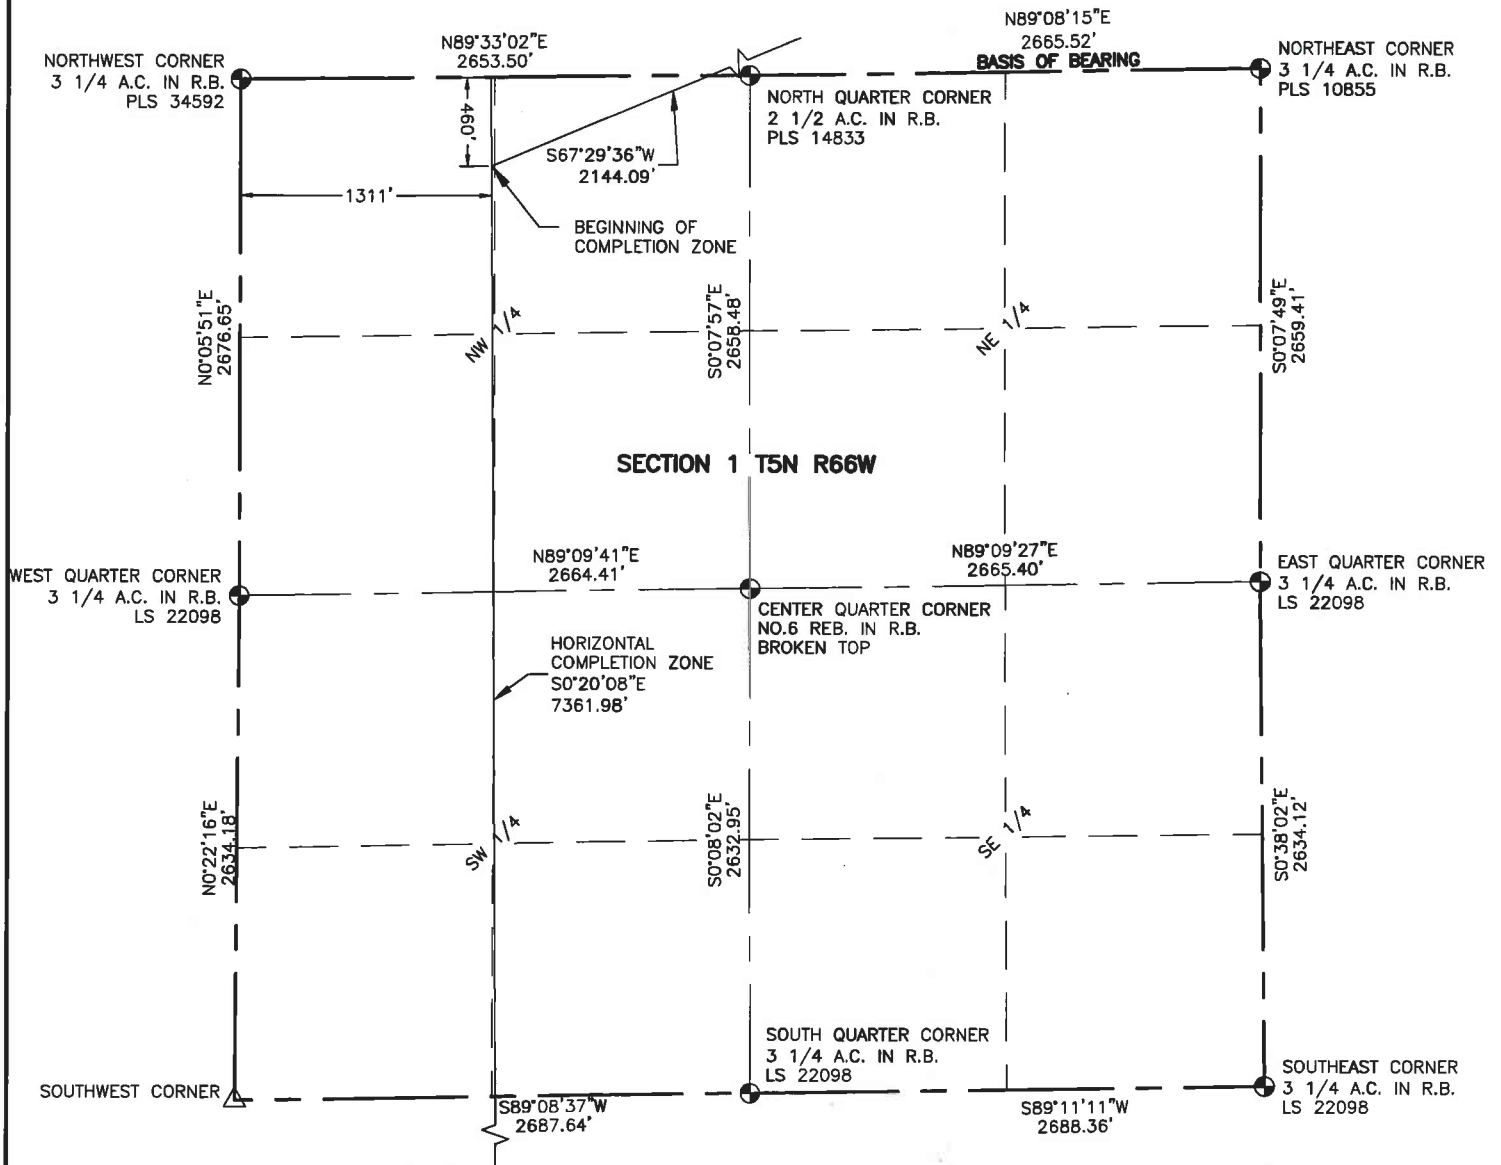 N89°08'15"E
2665.52'
BASIS OF BEARING
N89°33'02"E
2653.50'
NORTHWEST CORNER
3 1/4 A.C. IN R.B.
PLS 34592
NORTHEAST CORNER
3 1/4 A.C. IN R.B.
PLS 10855
NORTH QUARTER CORNER
2 1/2 A.C. IN R.B.
PLS 14833
460'
S67°29'36"W
2144.09'
1311'
BEGINNING OF
COMPLETION ZONE
N0°05'51"E
2676.65'
NW 1/4
S0°07'57"E
2658.48'
NE 1/4
S0°07'49"E
2659.41'
SECTION 1 T5N R66W
WEST QUARTER CORNER
3 1/4 A.C. IN R.B.
LS 22098
N89°09'41"E
2664.41'
N89°09'27"E
2665.40'
EAST QUARTER CORNER
3 1/4 A.C. IN R.B.
LS 22098
CENTER QUARTER CORNER
NO.6 REB. IN R.B.
BROKEN TOP
HORIZONTAL
COMPLETION ZONE
S0°20'08"E
7361.98'
N0°22'16"E
2634.18'
SW 1/4
S0°08'02"E
2632.95'
SE 1/4
S0°38'02"E
2634.12'
SOUTH QUARTER CORNER
3 1/4 A.C. IN R.B.
LS 22098
SOUTHWEST CORNER
SOUTHEAST CORNER
3 1/4 A.C. IN R.B.
LS 22098
S89°08'37"W
2687.64'
S89°11'11"W
2688.36'